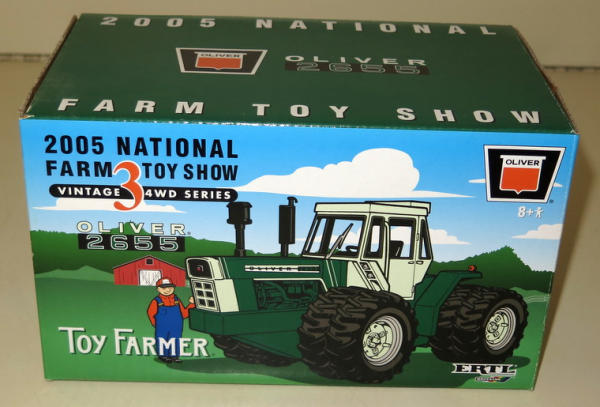 2005 NATIONAL
OLIVER
OLIVER
2655
FARM TOY SHOW
2005 NATIONAL
FARM 3 TOY SHOW
VINTAGE 4WD SERIES
OLIVER
2655
OLIVER
8+
OLIVER
TOY FARMER
ERTL